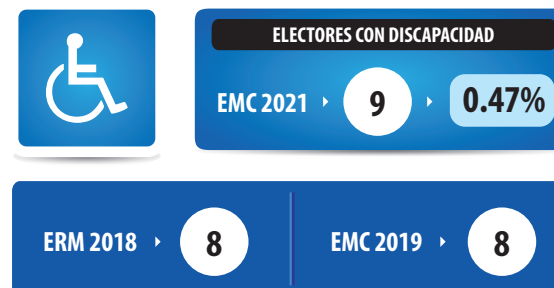 ELECTORES CON DISCAPACIDAD
EMC 2021 9 0.47%
ERM 2018 8 EMC 2019 8